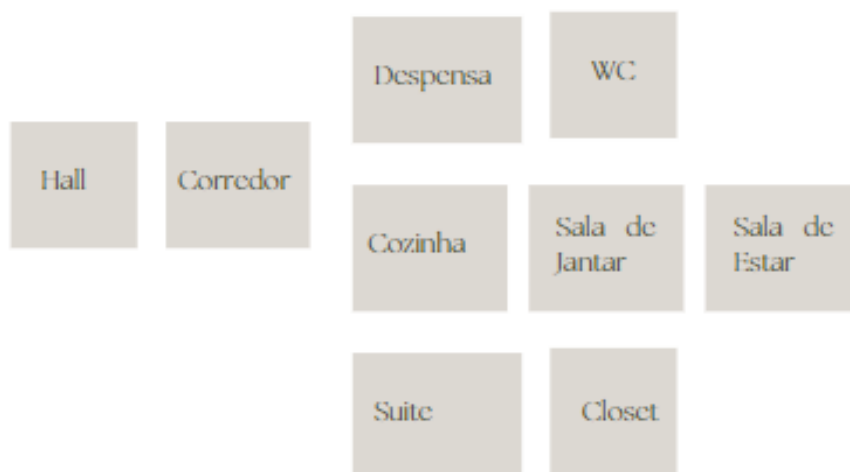 Despensa
WC
Hall
Corredor
Cozinha
Sala de
Jantar
Sala de
Estar
Suite
Closet